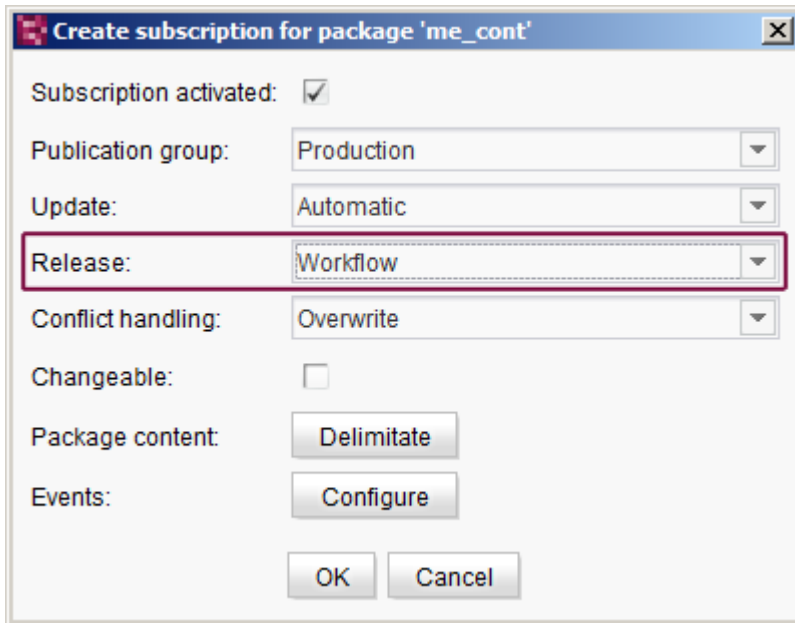 Create subscription for package 'me_cont'
Subscription activated:
Publication group: Production
Update: Automatic
Release: Workflow
Conflict handling: Overwrite
Changeable:
Package content: Delimitate
Events: Configure
OK Cancel